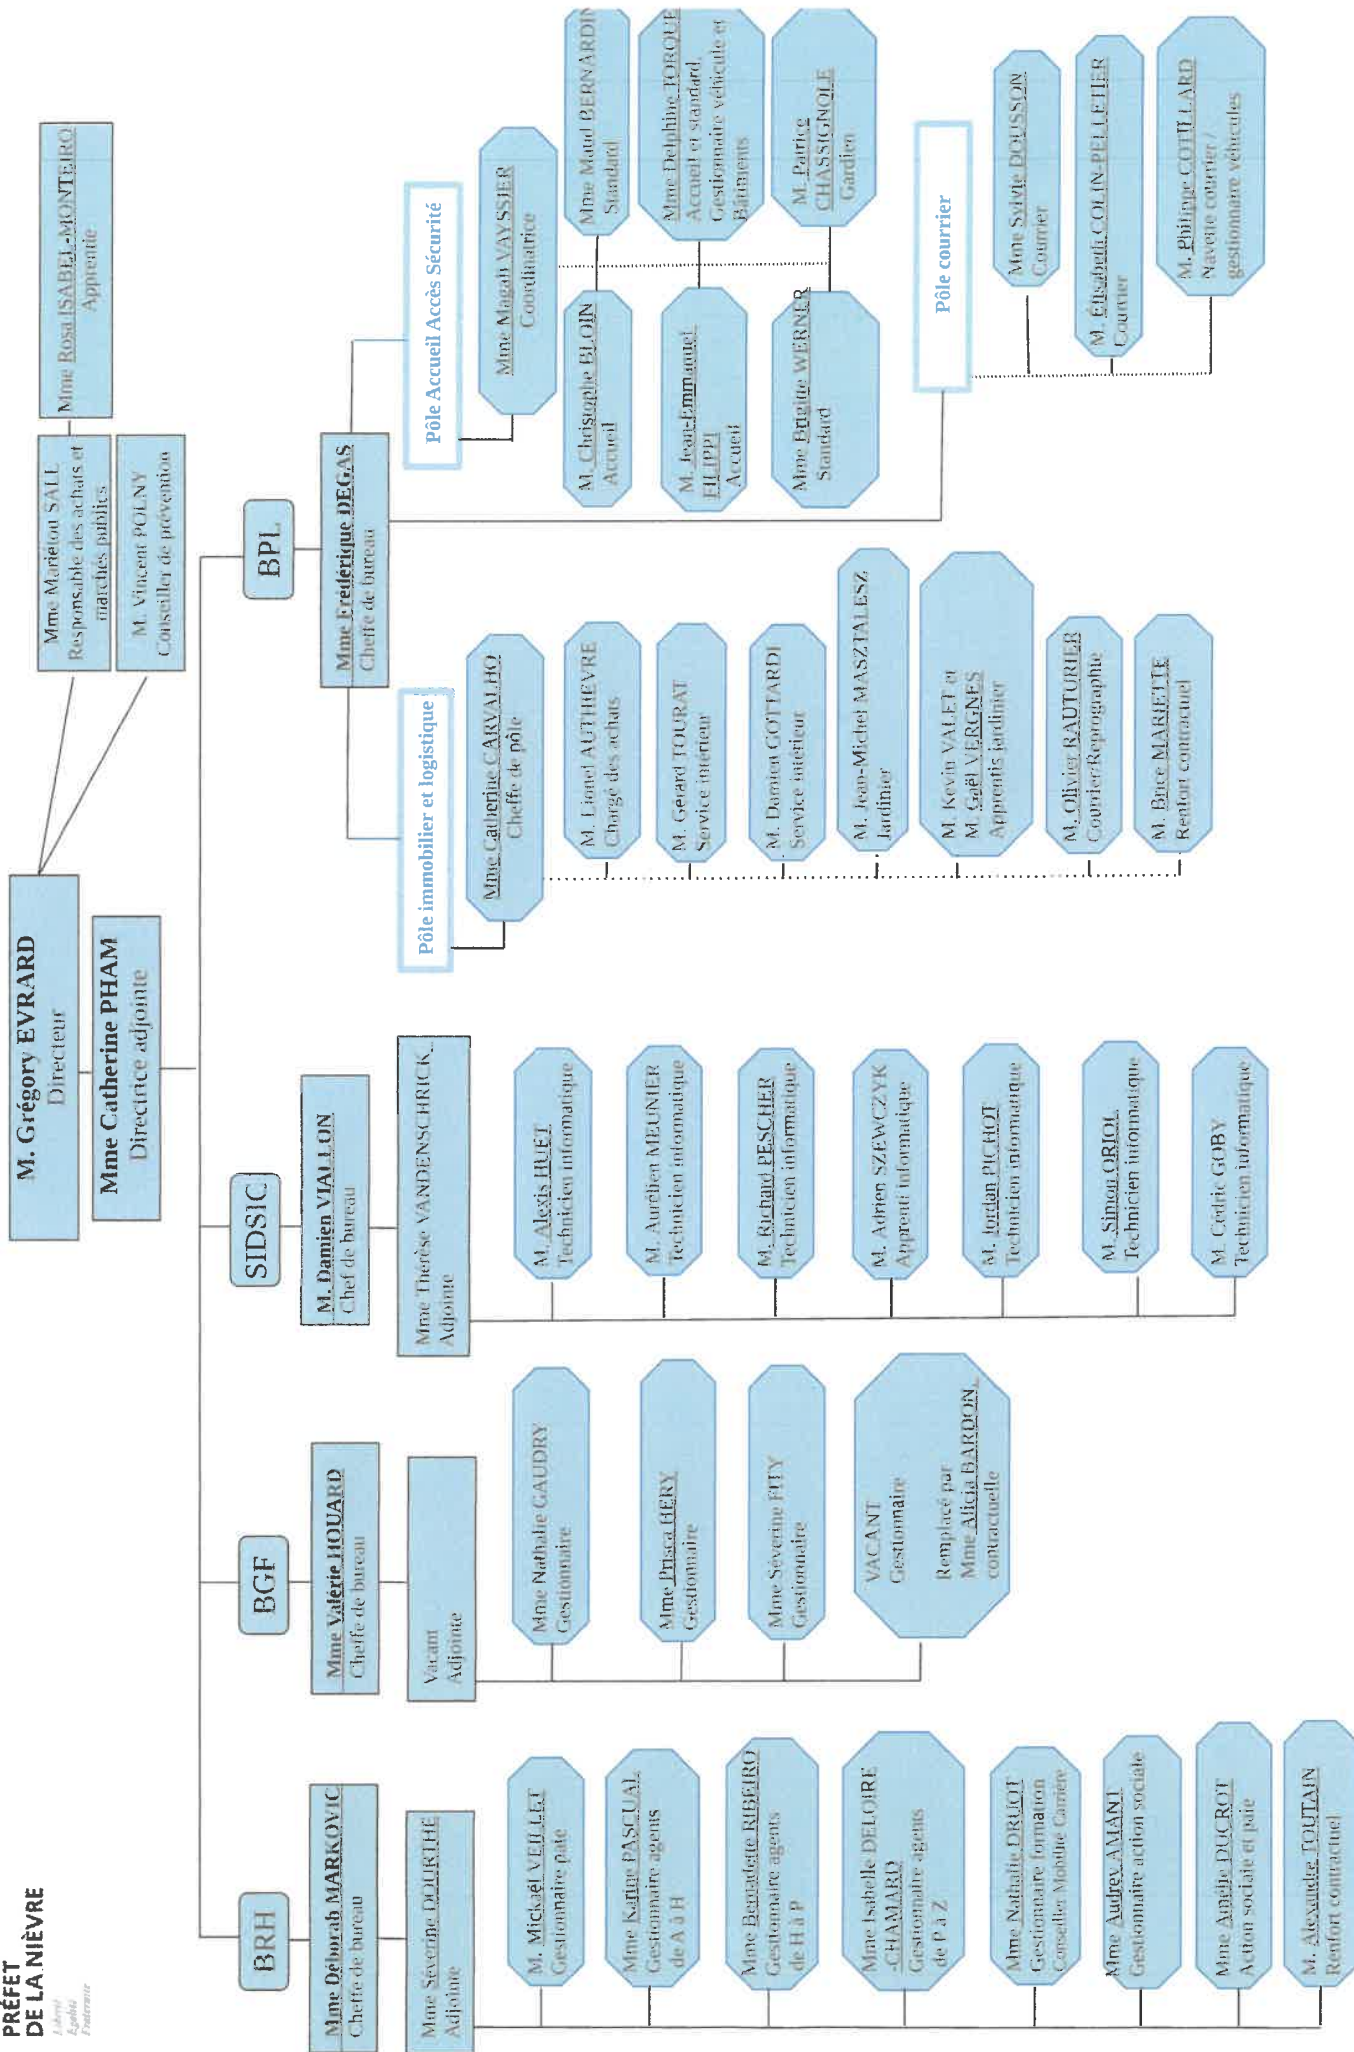 PRÉFET
DE LA NIÈVRE
Liberté
Égalité
Fraternité
M. Grégory EVRARD
Directeur
Mme Catherine PHAM
Directrice adjointe
Mme Mariétou SALL
Responsable des achats et
marchés publics
Mme Rosa ISABEL-MONTEIRO
Apprentie
M. Vincent POLNY
Conseiller de prévention
BRH
Mme Déborah MARKOVIC
Cheffe de bureau
Mme Séverine DOURTHE
Adjointe
M. Mickaël VEILLET
Gestionnaire paie
Mme Karine PASCUAL
Gestionnaire agents
de A à H
Mme Bernadette RIBEIRO
Gestionnaire agents
de H à P
Mme Isabelle DELOIRE
-CHAMARD
Gestionnaire agents
de P à Z
Mme Nathalie DRUOT
Gestionnaire formation
Conseiller Mobilité Carrière
Mme Audrey AMANT
Gestionnaire action sociale
Mme Amélie DUCROT
Action sociale et paie
M. Alexandre TOUTAIN
Renfort contractuel
BGF
Mme Valérie HOUARD
Cheffe de bureau
Vacant
Adjointe
Mme Nathalie GAUDRY
Gestionnaire
Mme Prisca HERY
Gestionnaire
Mme Séverine FITY
Gestionnaire
VACANT
Gestionnaire
Remplacé par
Mme Alicia BARDON,
contractuelle
SIDSIC
M. Damien VIALLON
Chef de bureau
Mme Thérèse VANDENSCHRICK
Adjointe
M. Alexis HUET
Technicien informatique
M. Aurélien MEUNIER
Technicien informatique
M. Richard PESCHER
Technicien informatique
M. Adrien SZEWCZYK
Apprenti informatique
M. Jordan PICHOT
Technicien informatique
M. Simon ORIOL
Technicien informatique
M. Cédric GOBY
Technicien informatique
BPL
Mme Frédérique DEGAS
Cheffe de bureau
Pôle immobilier et logistique
Mme Catherine CARVALHO
Cheffe de pôle
M. Lionel AUTHIEVRE
Chargé des achats
M. Gérard TOURAT
Service intérieur
M. Damien GOTTARDI
Service intérieur
M. Jean-Michel MASZTALESZ
Jardinier
M. Kevin VALET et
M. Gaël VERGNES
Apprentis jardinier
M. Olivier RAUTURIER
Courrier/Reprographie
M. Brice MARIETTE
Renfort contractuel
Pôle Accueil Accès Sécurité
Mme Magali VAYSSIER
Coordinatrice
M. Christophe BLOIN
Accueil
Mme Maud BERNARDIN
Standard
M. Jean-Emmanuel
FILIPPI
Accueil
Mme Delphine TORQUE
Accueil et standard,
Gestionnaire véhicule et
Bâtiments
Mme Brigitte WERNER
Standard
M. Patrice
CHASSIGNOLE
Gardien
Pôle courrier
Mme Sylvie DOUSSON
Courrier
M. Élisabeth COLIN-PELLETIER
Courrier
M. Philippe COTILLARD
Navette courrier /
gestionnaire véhicules